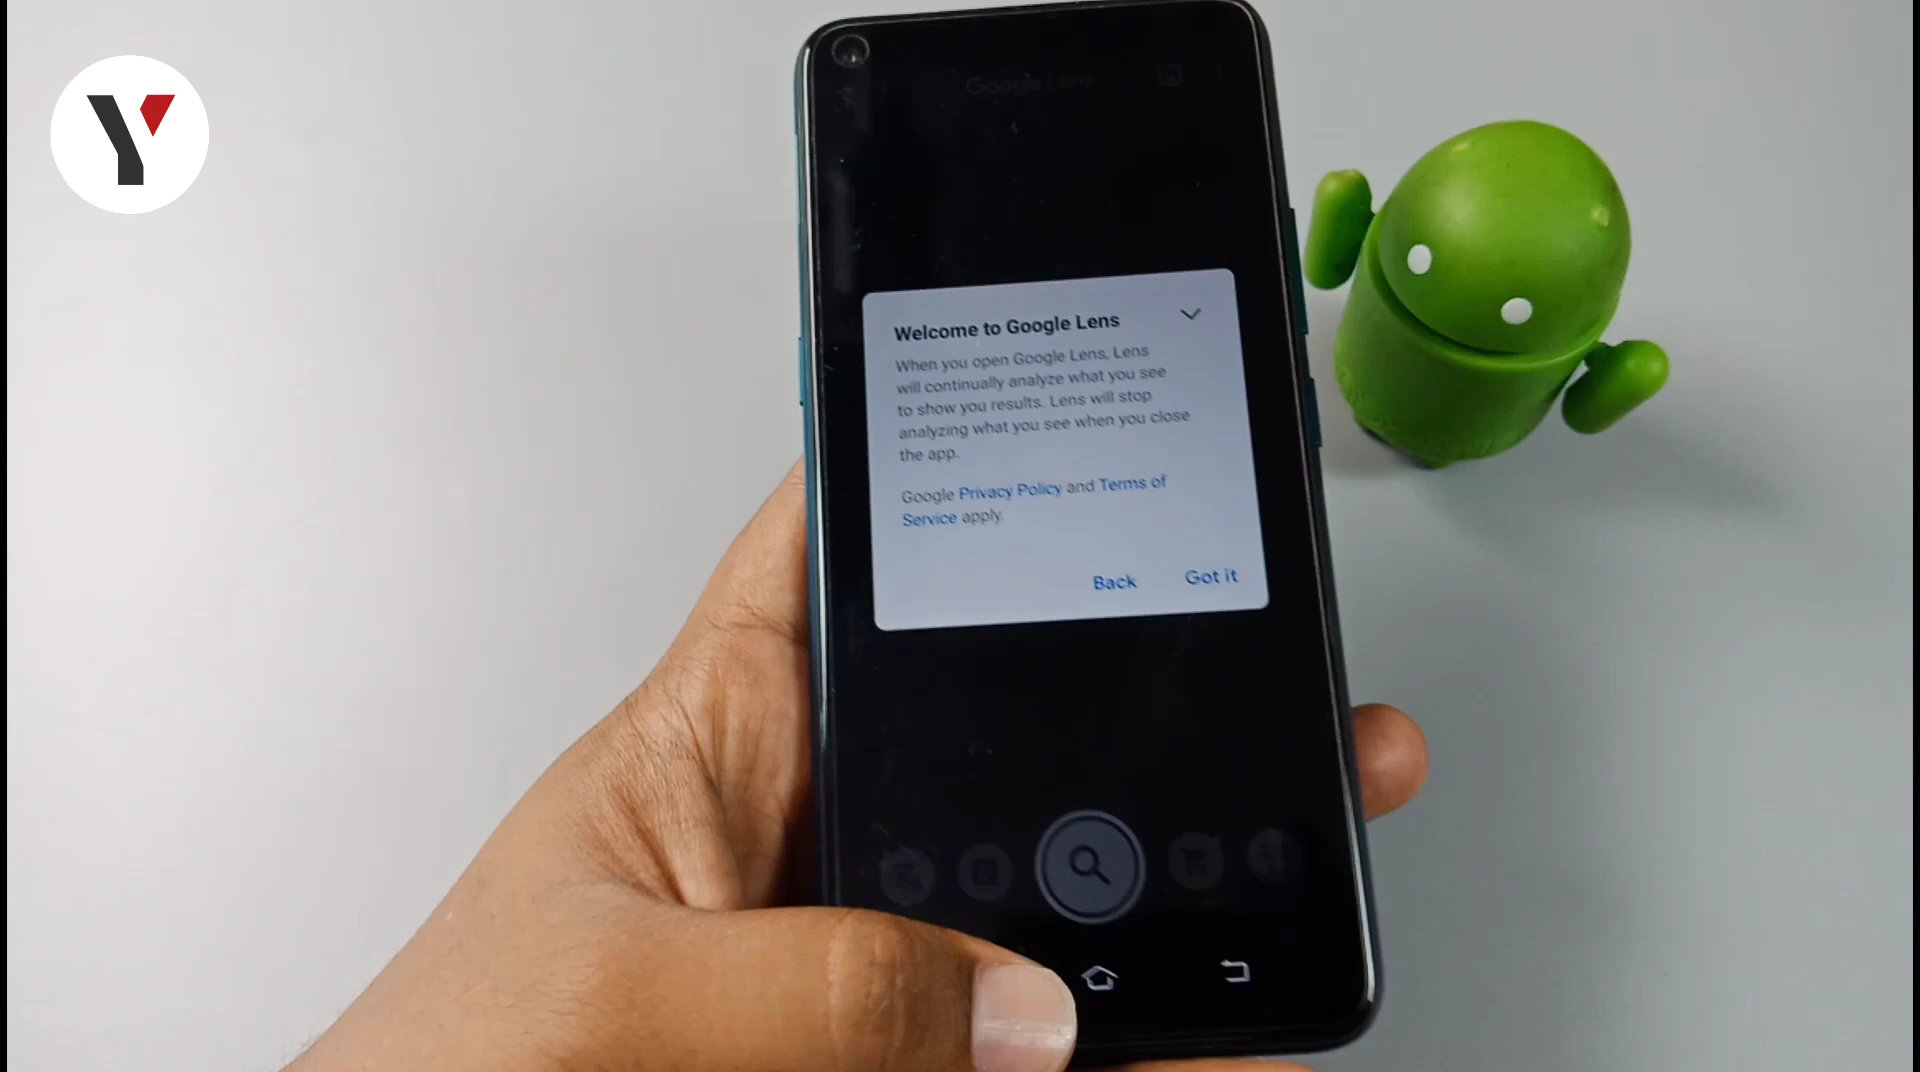 Y
Google Lens
Welcome to Google Lens
When you open Google Lens, Lens
will continually analyze what you see
to show you results. Lens will stop
analyzing what you see when you close
the app.
Google Privacy Policy and Terms of
Service apply.
Back Got it